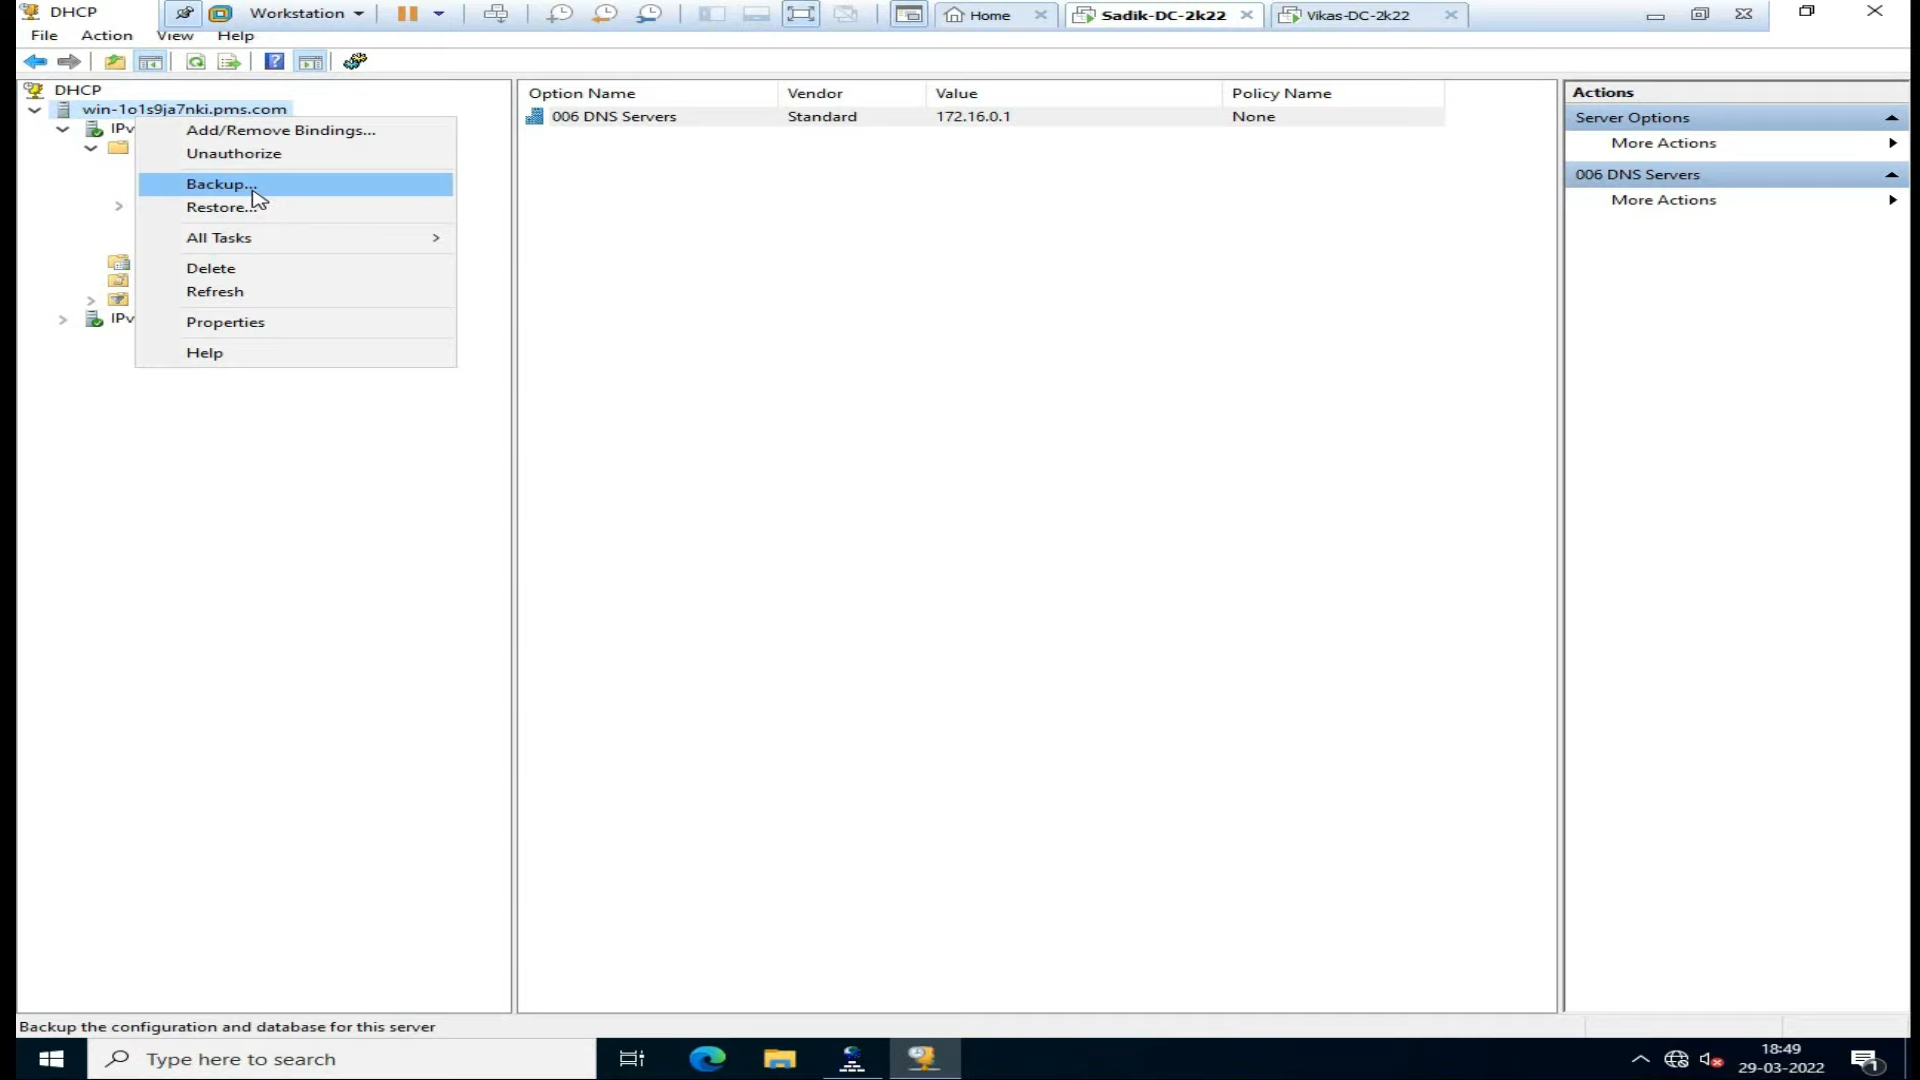 DHCP
Workstation
Home
Sadik-DC-2k22
Vikas-DC-2k22
File Action View Help
DHCP
win-1o1s9ja7nki.pms.com
IPv
IPv
Add/Remove Bindings...
Unauthorize
Backup...
Restore...
All Tasks
Delete
Refresh
Properties
Help
Option Name Vendor Value Policy Name
006 DNS Servers Standard 172.16.0.1 None
Actions
Server Options
More Actions
006 DNS Servers
More Actions
Backup the configuration and database for this server
Type here to search
18:49
29-03-2022
1